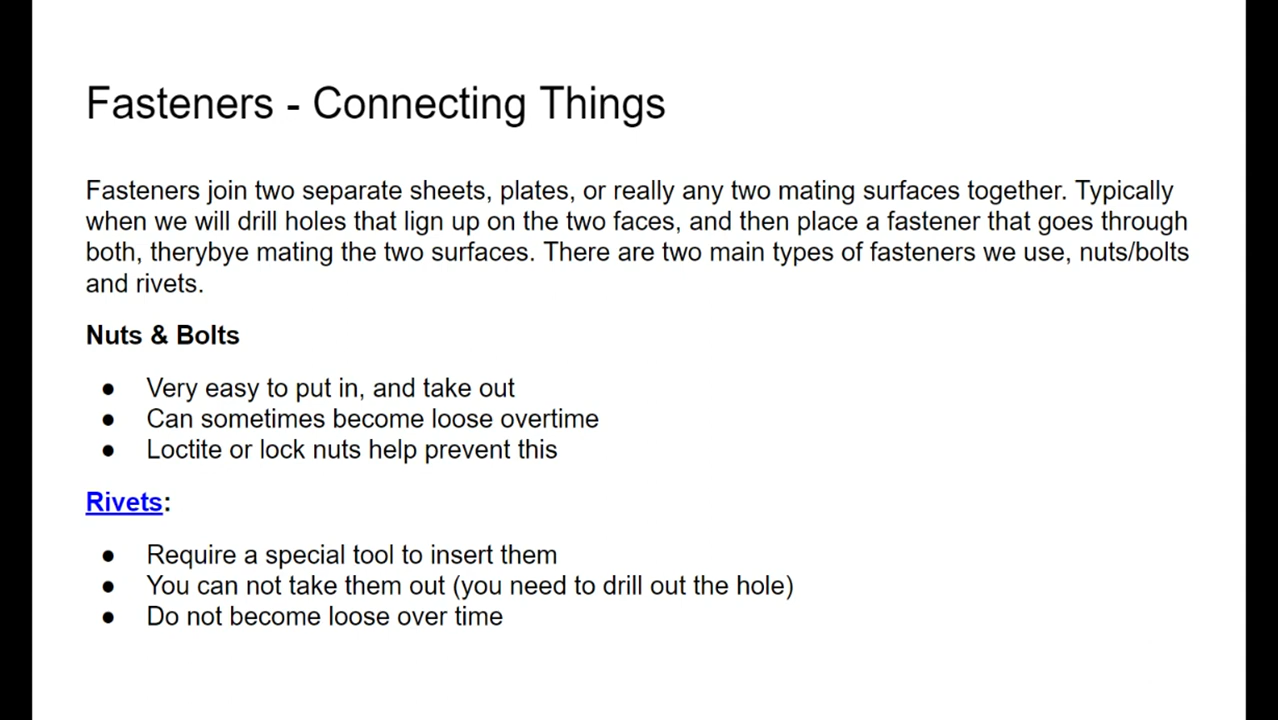 Fasteners - Connecting Things
Fasteners join two separate sheets, plates, or really any two mating surfaces together. Typically
when we will drill holes that lign up on the two faces, and then place a fastener that goes through
both, therybye mating the two surfaces. There are two main types of fasteners we use, nuts/bolts
and rivets.
Nuts & Bolts
● Very easy to put in, and take out
● Can sometimes become loose overtime
● Loctite or lock nuts help prevent this
Rivets:
● Require a special tool to insert them
● You can not take them out (you need to drill out the hole)
● Do not become loose over time